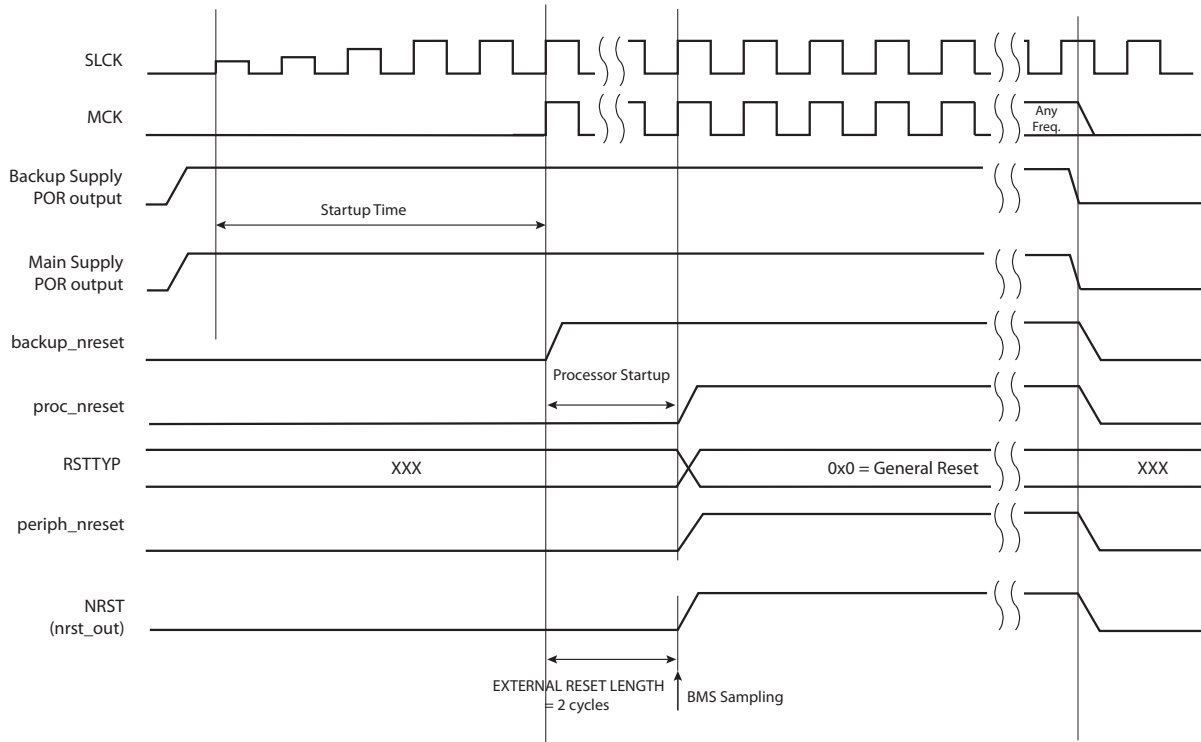 SLCK
MCK
Any
Freq.
Backup Supply
POR output
Startup Time
Main Supply
POR output
backup_nreset
Processor Startup
proc_nreset
RSTTYP
XXX
0x0 = General Reset
XXX
periph_nreset
NRST
(nrst_out)
EXTERNAL RESET LENGTH
= 2 cycles
BMS Sampling